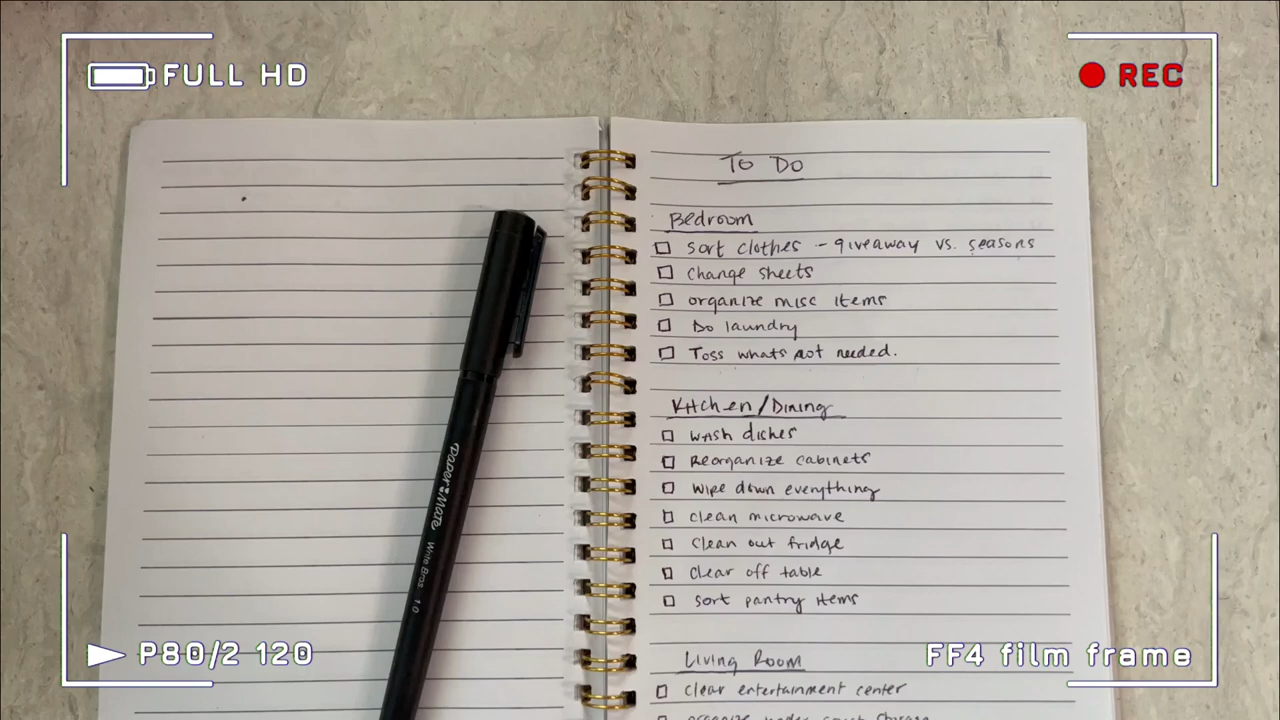 FULL HD
REC
TO DO
Bedroom
sort clothes - giveaway vs. seasons
change sheets
organize misc items
Do laundry
Toss whats not needed.
Kitchen/Dining
wash dishes
Reorganize cabinets
wipe down everything
clean microwave
clean out fridge
clear off table
sort pantry items
Living Room
clear entertainment center
organize under
Paper Mate Write Bros. 1.0
P80/2 120
FF4 film frame